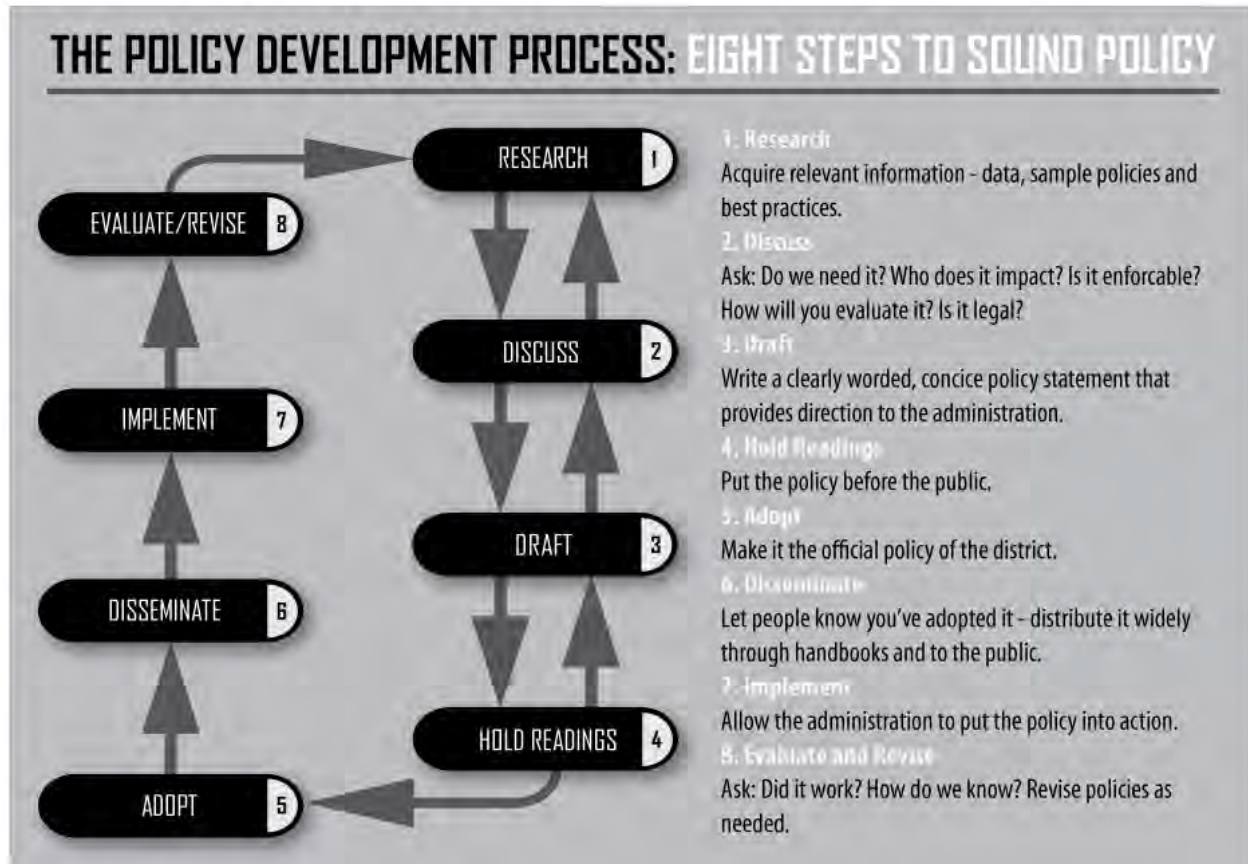 THE POLICY DEVELOPMENT PROCESS: EIGHT STEPS TO SOUND POLICY
RESEARCH 1
EVALUATE/REVISE 8
DISCUSS 2
IMPLEMENT 7
DRAFT 3
DISSEMINATE 6
HOLD READINGS 4
ADOPT 5
1. Research
Acquire relevant information - data, sample policies and
best practices.
2. Discuss
Ask: Do we need it? Who does it impact? Is it enforcable?
How will you evaluate it? Is it legal?
3. Draft
Write a clearly worded, concice policy statement that
provides direction to the administration.
4. Hold Readings
Put the policy before the public.
5. Adopt
Make it the official policy of the district.
6. Disseminate
Let people know you've adopted it - distribute it widely
through handbooks and to the public.
7. Implement
Allow the administration to put the policy into action.
8. Evaluate and Revise
Ask: Did it work? How do we know? Revise policies as
needed.